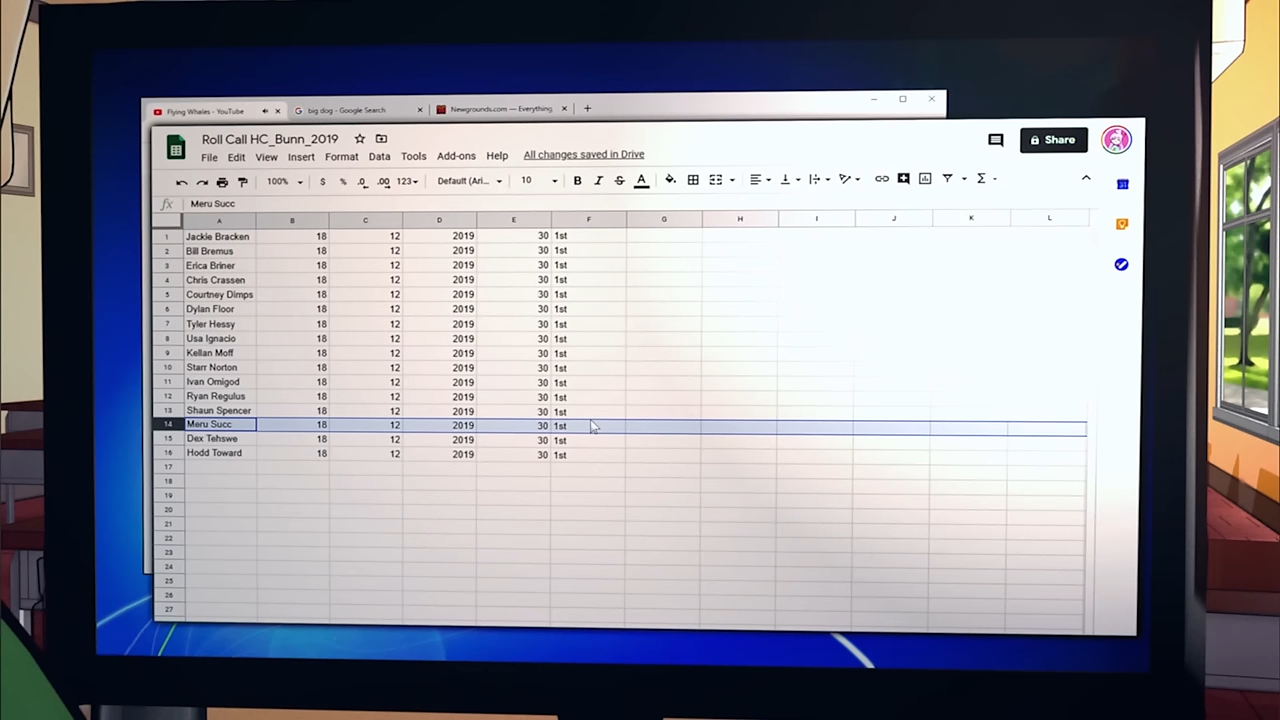 Flying Whales - YouTube big dog - Google Search Newgrounds.com — Everything,
Roll Call HC_Bunn_2019
Share
File Edit View Insert Format Data Tools Add-ons Help All changes saved in Drive
100% $ % .0 .00 123 Default (Ari... 10 B I S A
fx Meru Succ
A B C D E F G H I J K L
1 Jackie Bracken 18 12 2019 30 1st
2 Bill Bremus 18 12 2019 30 1st
3 Erica Briner 18 12 2019 30 1st
4 Chris Crassen 18 12 2019 30 1st
5 Courtney Dimps 18 12 2019 30 1st
6 Dylan Floor 18 12 2019 30 1st
7 Tyler Hessy 18 12 2019 30 1st
8 Usa Ignacio 18 12 2019 30 1st
9 Kellan Moff 18 12 2019 30 1st
10 Starr Norton 18 12 2019 30 1st
11 Ivan Omigod 18 12 2019 30 1st
12 Ryan Regulus 18 12 2019 30 1st
13 Shaun Spencer 18 12 2019 30 1st
14 Meru Succ 18 12 2019 30 1st
15 Dex Tehswe 18 12 2019 30 1st
16 Hodd Toward 18 12 2019 30 1st
17
18
19
20
21
22
23
24
25
26
27